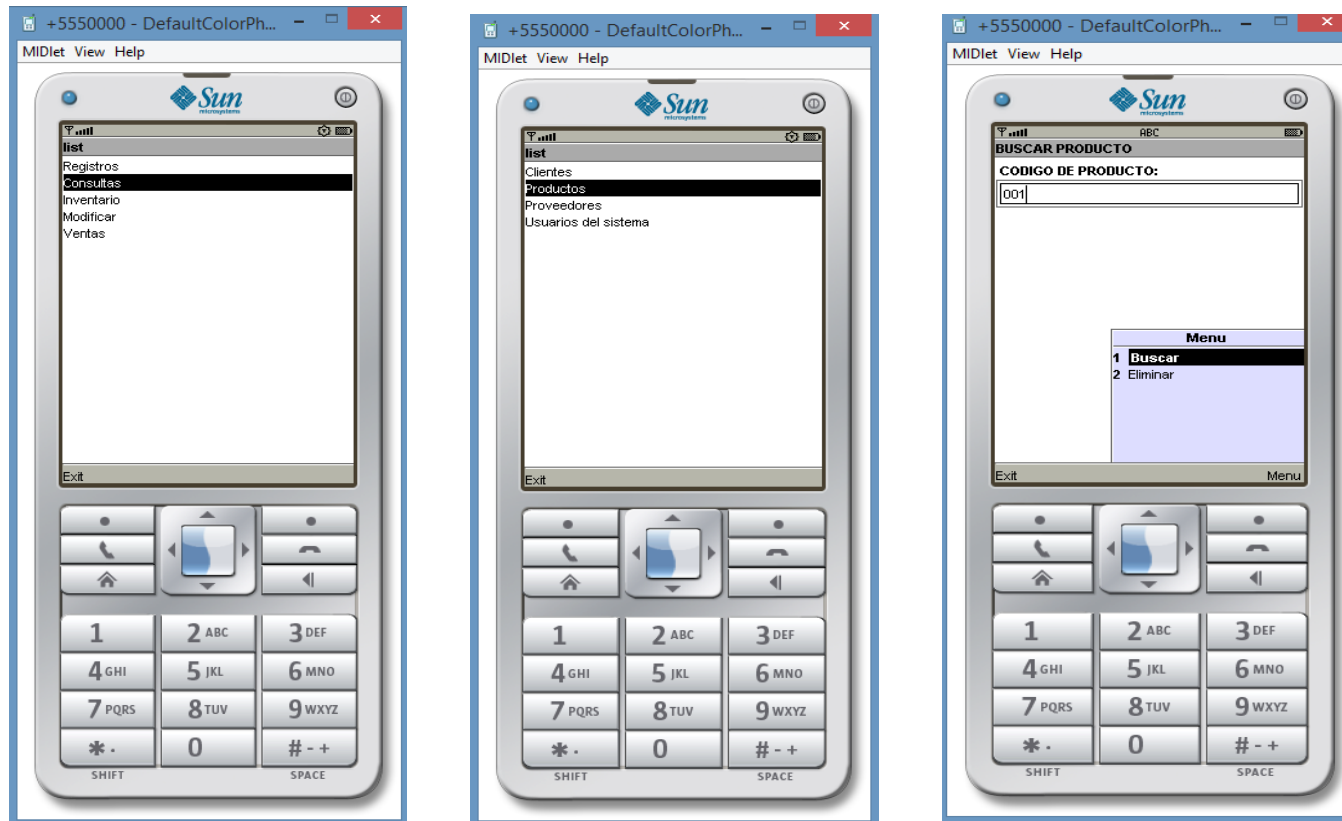 +5550000 - DefaultColorPh...
MIDlet View Help
Sun
microsystems
list
Registros
Consultas
Inventario
Modificar
Ventas
Exit
1
2 ABC
3 DEF
4 GHI
5 JKL
6 MNO
7 PQRS
8 TUV
9 WXYZ
* .
0
# - +
SHIFT
SPACE
+5550000 - DefaultColorPh...
MIDlet View Help
Sun
microsystems
list
Clientes
Productos
Proveedores
Usuarios del sistema
Exit
1
2 ABC
3 DEF
4 GHI
5 JKL
6 MNO
7 PQRS
8 TUV
9 WXYZ
* .
0
# - +
SHIFT
SPACE
+5550000 - DefaultColorPh...
MIDlet View Help
Sun
microsystems
ABC
BUSCAR PRODUCTO
CODIGO DE PRODUCTO:
001
Menu
1 Buscar
2 Eliminar
Exit Menu
1
2 ABC
3 DEF
4 GHI
5 JKL
6 MNO
7 PQRS
8 TUV
9 WXYZ
* .
0
# - +
SHIFT
SPACE